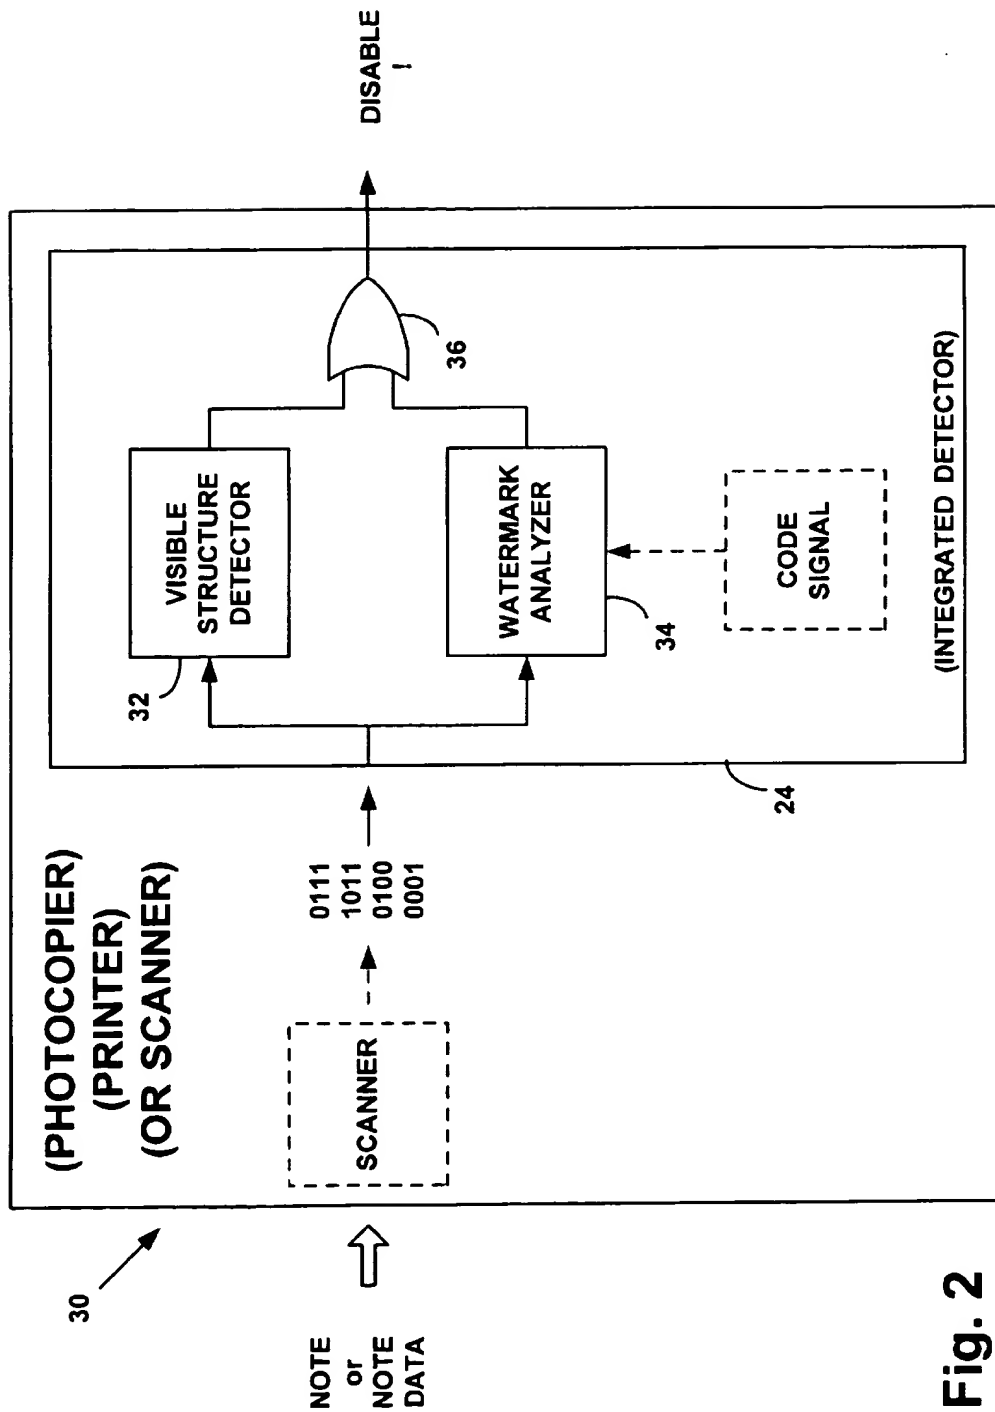 30
NOTE
or
NOTE
DATA
(PHOTOCOPIER)
(PRINTER)
(OR SCANNER)
SCANNER
0111
1011
0100
0001
24
32
VISIBLE
STRUCTURE
DETECTOR
34
WATERMARK
ANALYZER
CODE
SIGNAL
36
(INTEGRATED DETECTOR)
DISABLE
!
Fig. 2